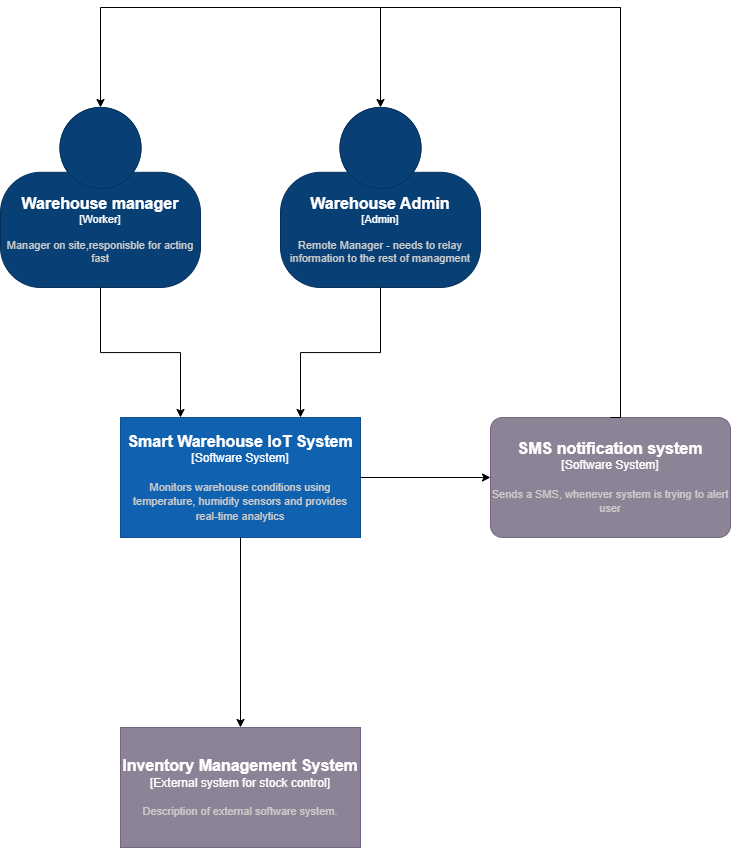 Warehouse manager
[Worker]
Manager on site,responisble for acting
fast
Warehouse Admin
[Admin]
Remote Manager - needs to relay
information to the rest of managment
Smart Warehouse IoT System
[Software System]
Monitors warehouse conditions using
temperature, humidity sensors and provides
real-time analytics
SMS notification system
[Software System]
Sends a SMS, whenever system is trying to alert
user
Inventory Management System
[External system for stock control]
Description of external software system.